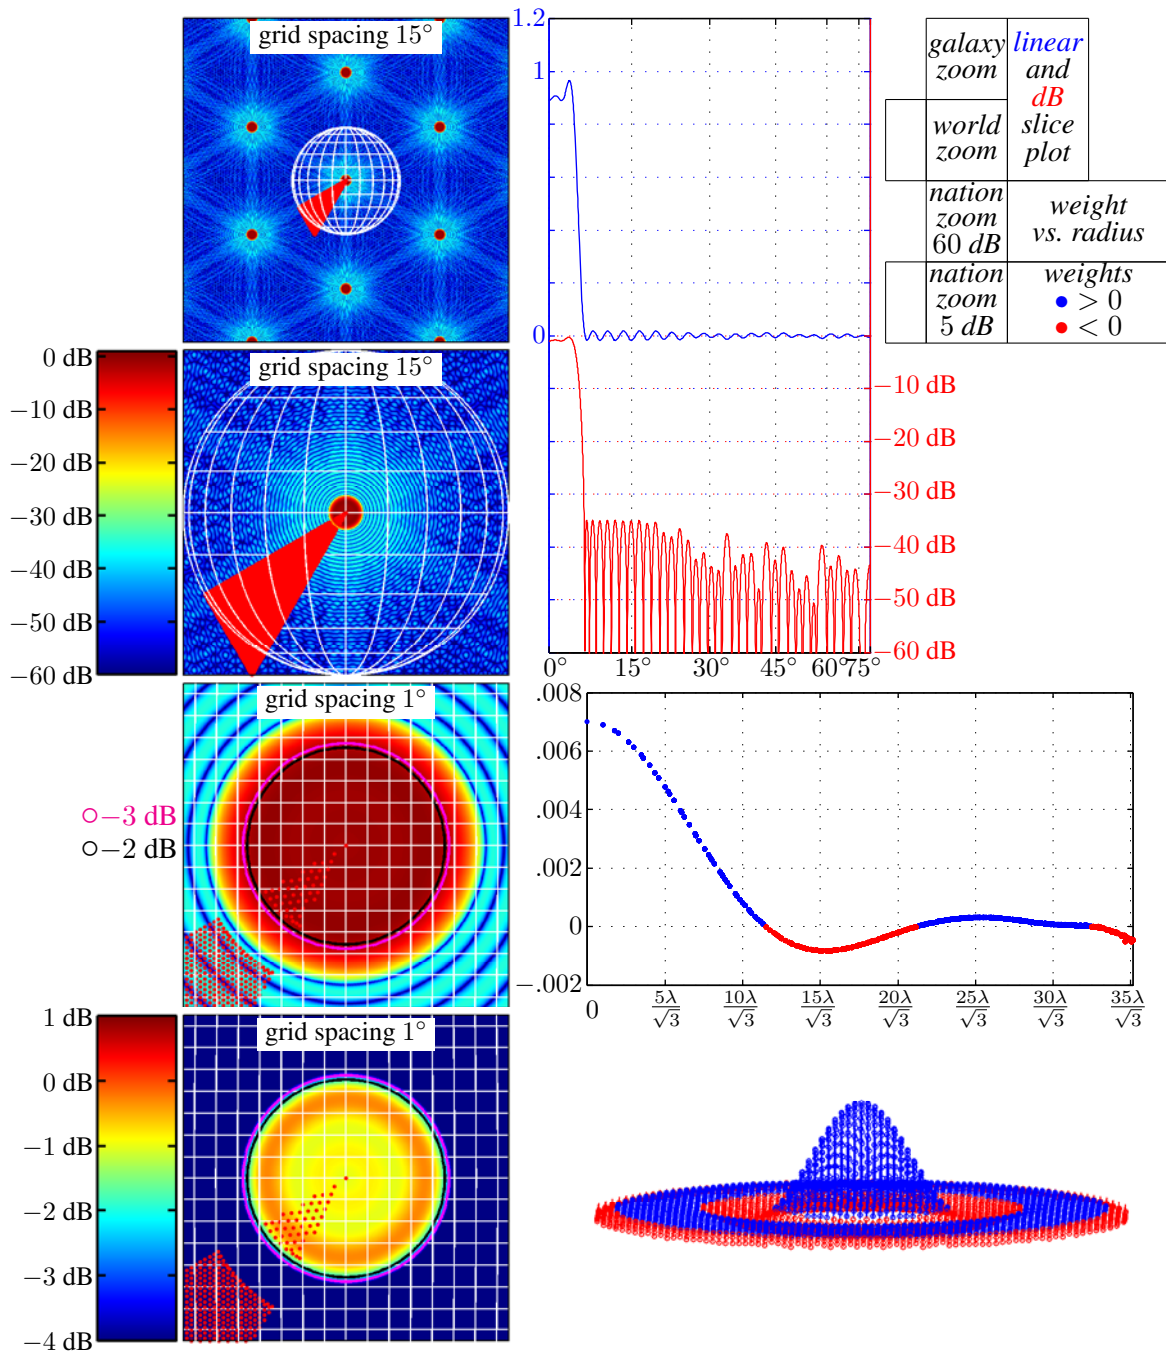 grid spacing 15°
1.2
1
0
−10 dB
−20 dB
−30 dB
−40 dB
−50 dB
−60 dB
0° 15° 30° 45° 60° 75°
galaxy zoom
linear and dB slice plot
world zoom
nation zoom 60 dB
weight vs. radius
nation zoom 5 dB
weights
> 0
< 0
0 dB
−10 dB
−20 dB
−30 dB
−40 dB
−50 dB
−60 dB
grid spacing 15°
grid spacing 1°
−3 dB
−2 dB
.008
.006
.004
.002
0
−.002
0 5λ/√3 10λ/√3 15λ/√3 20λ/√3 25λ/√3 30λ/√3 35λ/√3
1 dB
0 dB
−1 dB
−2 dB
−3 dB
−4 dB
grid spacing 1°